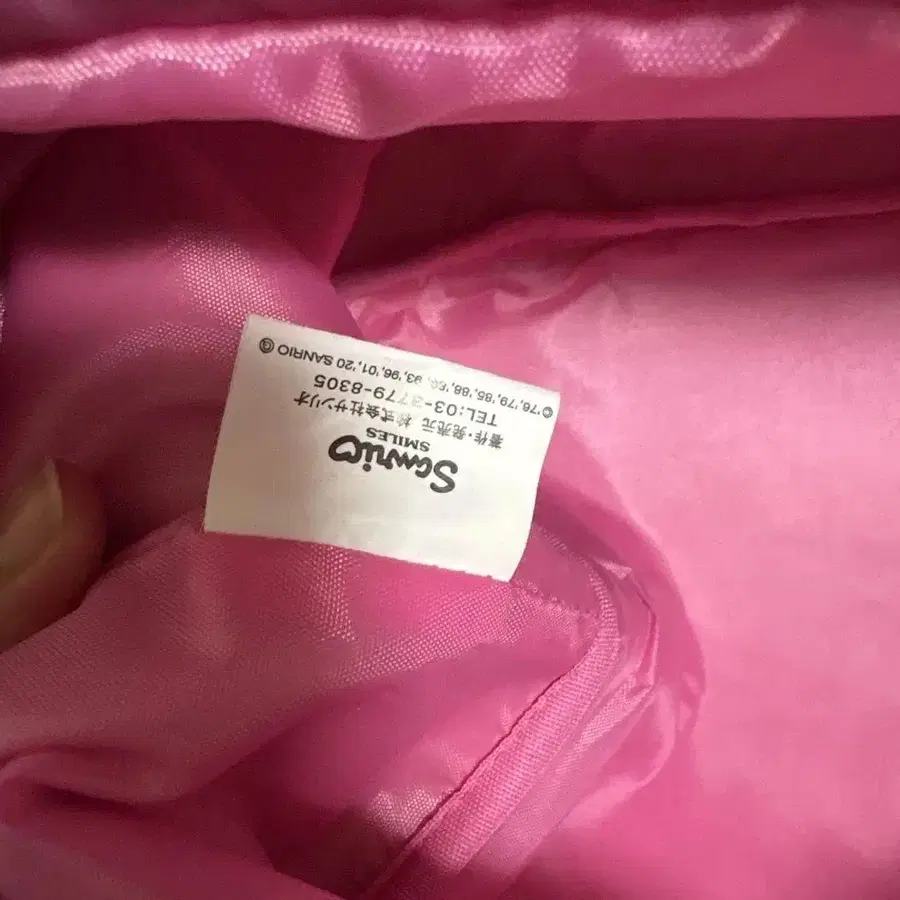 Sanrio
SMILES
著作・発売元 株式会社サンリオ
TEL:03-3779-8305
©'76,'79,'85,'88, '93,'96,'01,'20 SANRIO Ⓖ